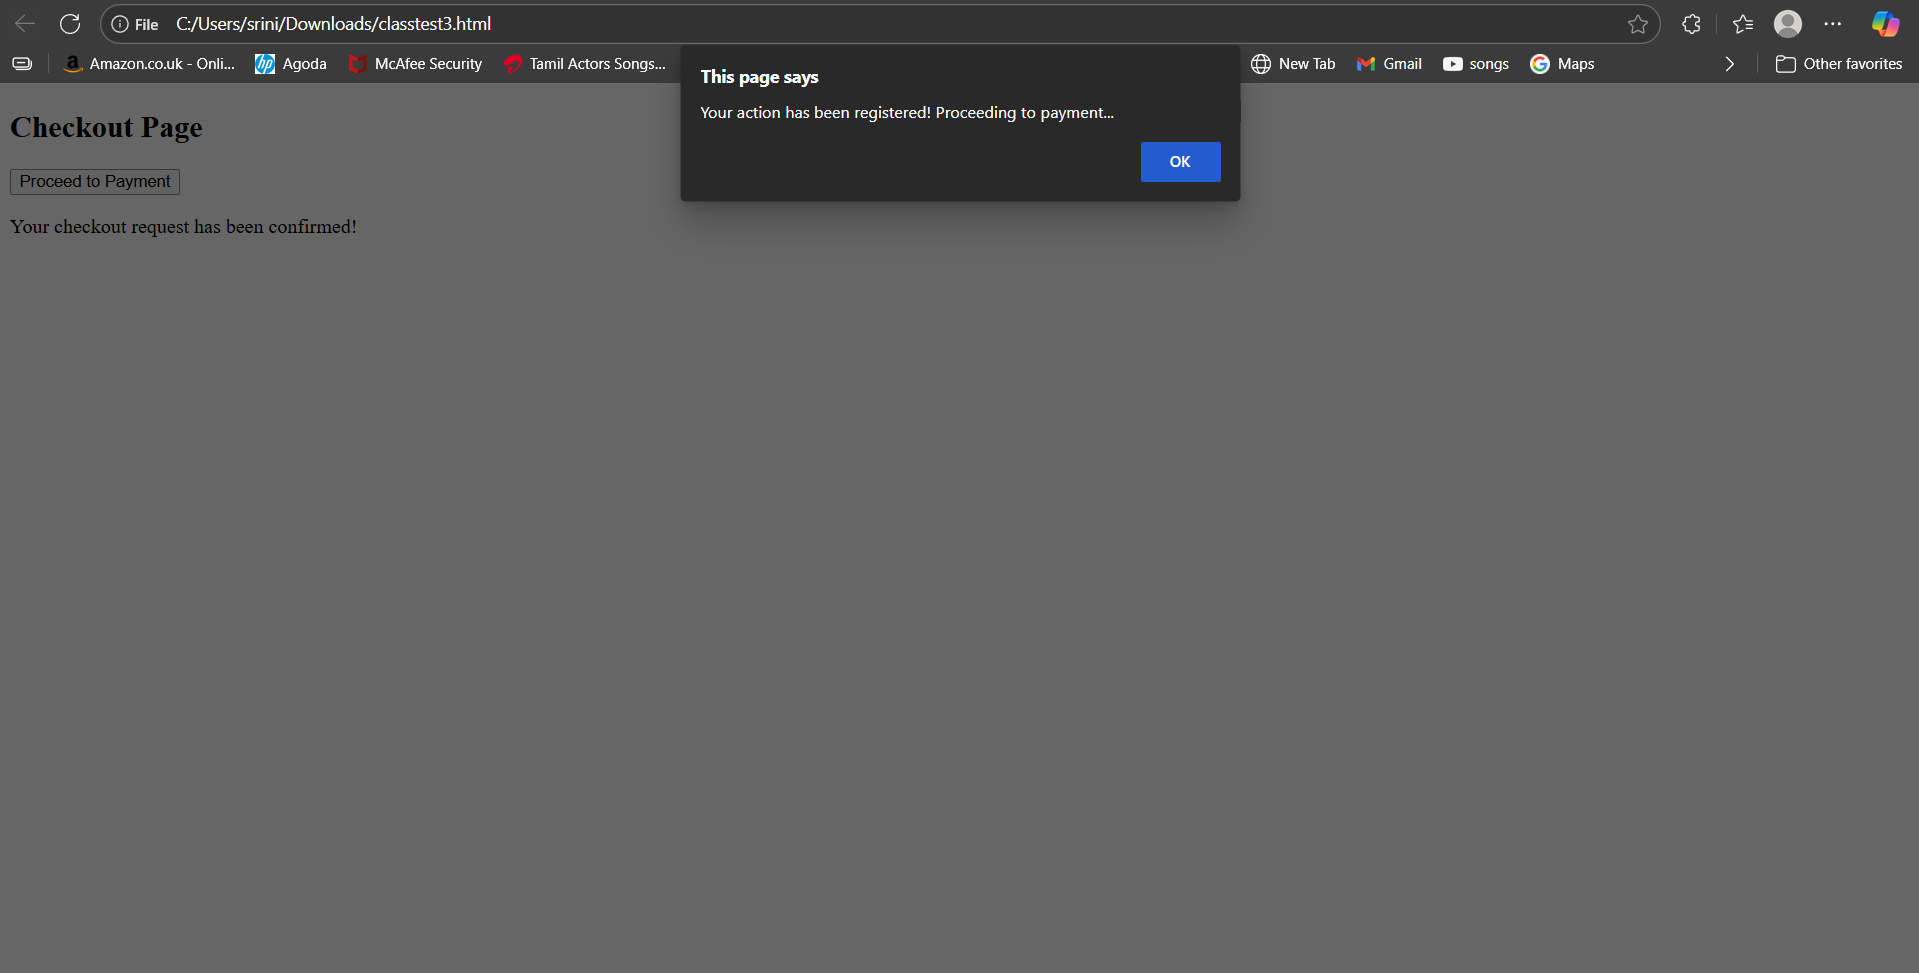 File C:/Users/srini/Downloads/classtest3.html
Amazon.co.uk - Onli... Agoda McAfee Security Tamil Actors Songs... New Tab Gmail songs Maps Other favorites
This page says
Your action has been registered! Proceeding to payment...
OK
Checkout Page
Proceed to Payment
Your checkout request has been confirmed!